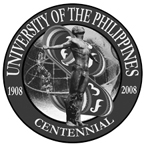 UNIVERSITY OF THE PHILIPPINES
1908 2008
CENTENNIAL